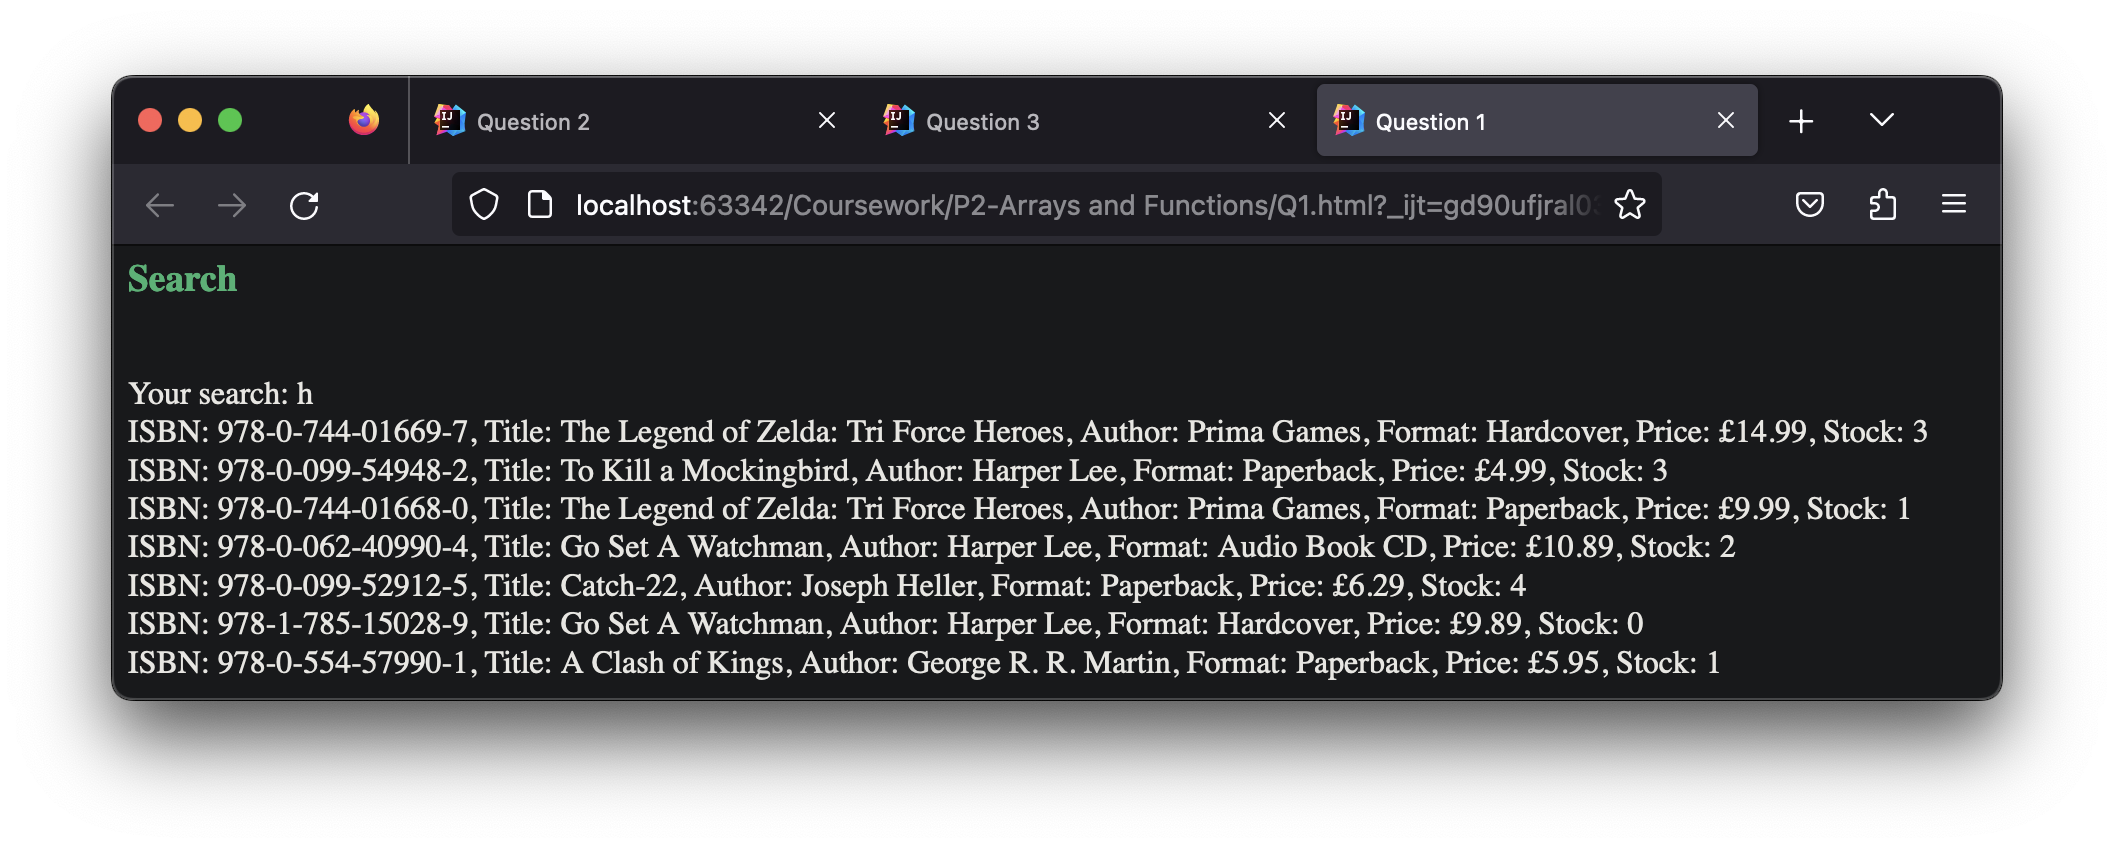 Question 2
Question 3
Question 1
localhost:63342/Coursework/P2-Arrays and Functions/Q1.html?_ijt=gd90ufjral0
Search
Your search: h
ISBN: 978-0-744-01669-7, Title: The Legend of Zelda: Tri Force Heroes, Author: Prima Games, Format: Hardcover, Price: £14.99, Stock: 3
ISBN: 978-0-099-54948-2, Title: To Kill a Mockingbird, Author: Harper Lee, Format: Paperback, Price: £4.99, Stock: 3
ISBN: 978-0-744-01668-0, Title: The Legend of Zelda: Tri Force Heroes, Author: Prima Games, Format: Paperback, Price: £9.99, Stock: 1
ISBN: 978-0-062-40990-4, Title: Go Set A Watchman, Author: Harper Lee, Format: Audio Book CD, Price: £10.89, Stock: 2
ISBN: 978-0-099-52912-5, Title: Catch-22, Author: Joseph Heller, Format: Paperback, Price: £6.29, Stock: 4
ISBN: 978-1-785-15028-9, Title: Go Set A Watchman, Author: Harper Lee, Format: Hardcover, Price: £9.89, Stock: 0
ISBN: 978-0-554-57990-1, Title: A Clash of Kings, Author: George R. R. Martin, Format: Paperback, Price: £5.95, Stock: 1